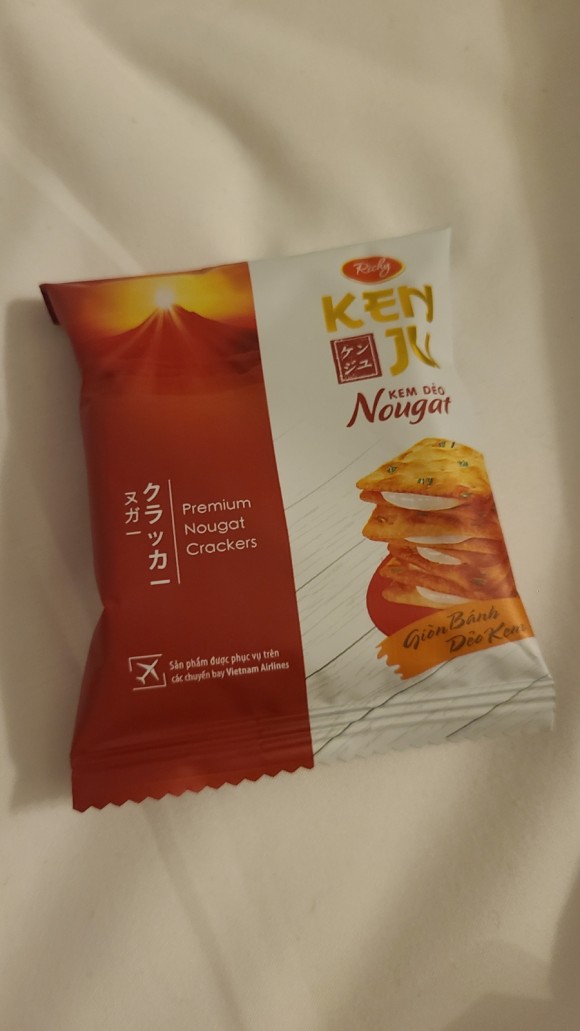 Richy
KEN
JU
ケン
ジュ
KEM DẺO
Nougat
クラッカー
ヌガー
Premium
Nougat
Crackers
Giòn Bánh
Dẻo Kem
Sản phẩm được phục vụ trên
các chuyến bay Vietnam Airlines